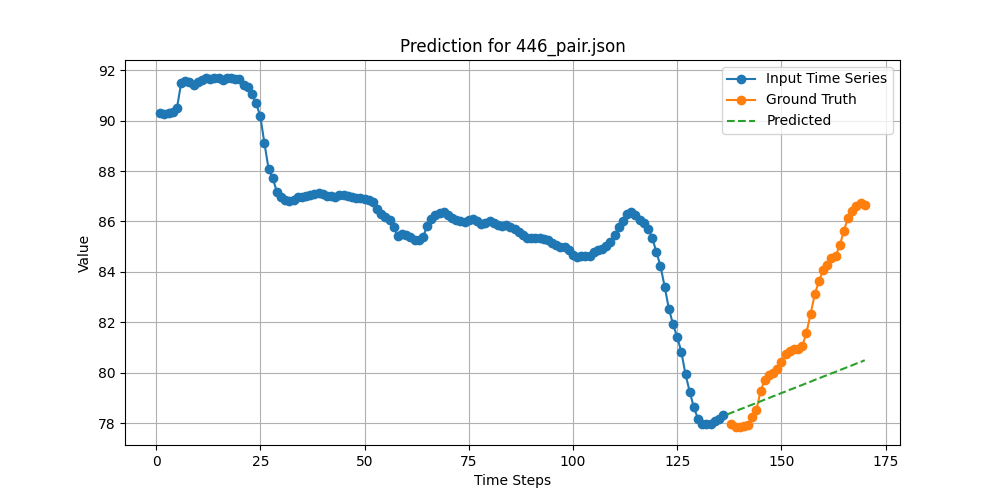 Prediction for 446_pair.json
Input Time Series
Ground Truth
Predicted
Value
92
90
88
86
84
82
80
78
0 25 50 75 100 125 150 175
Time Steps